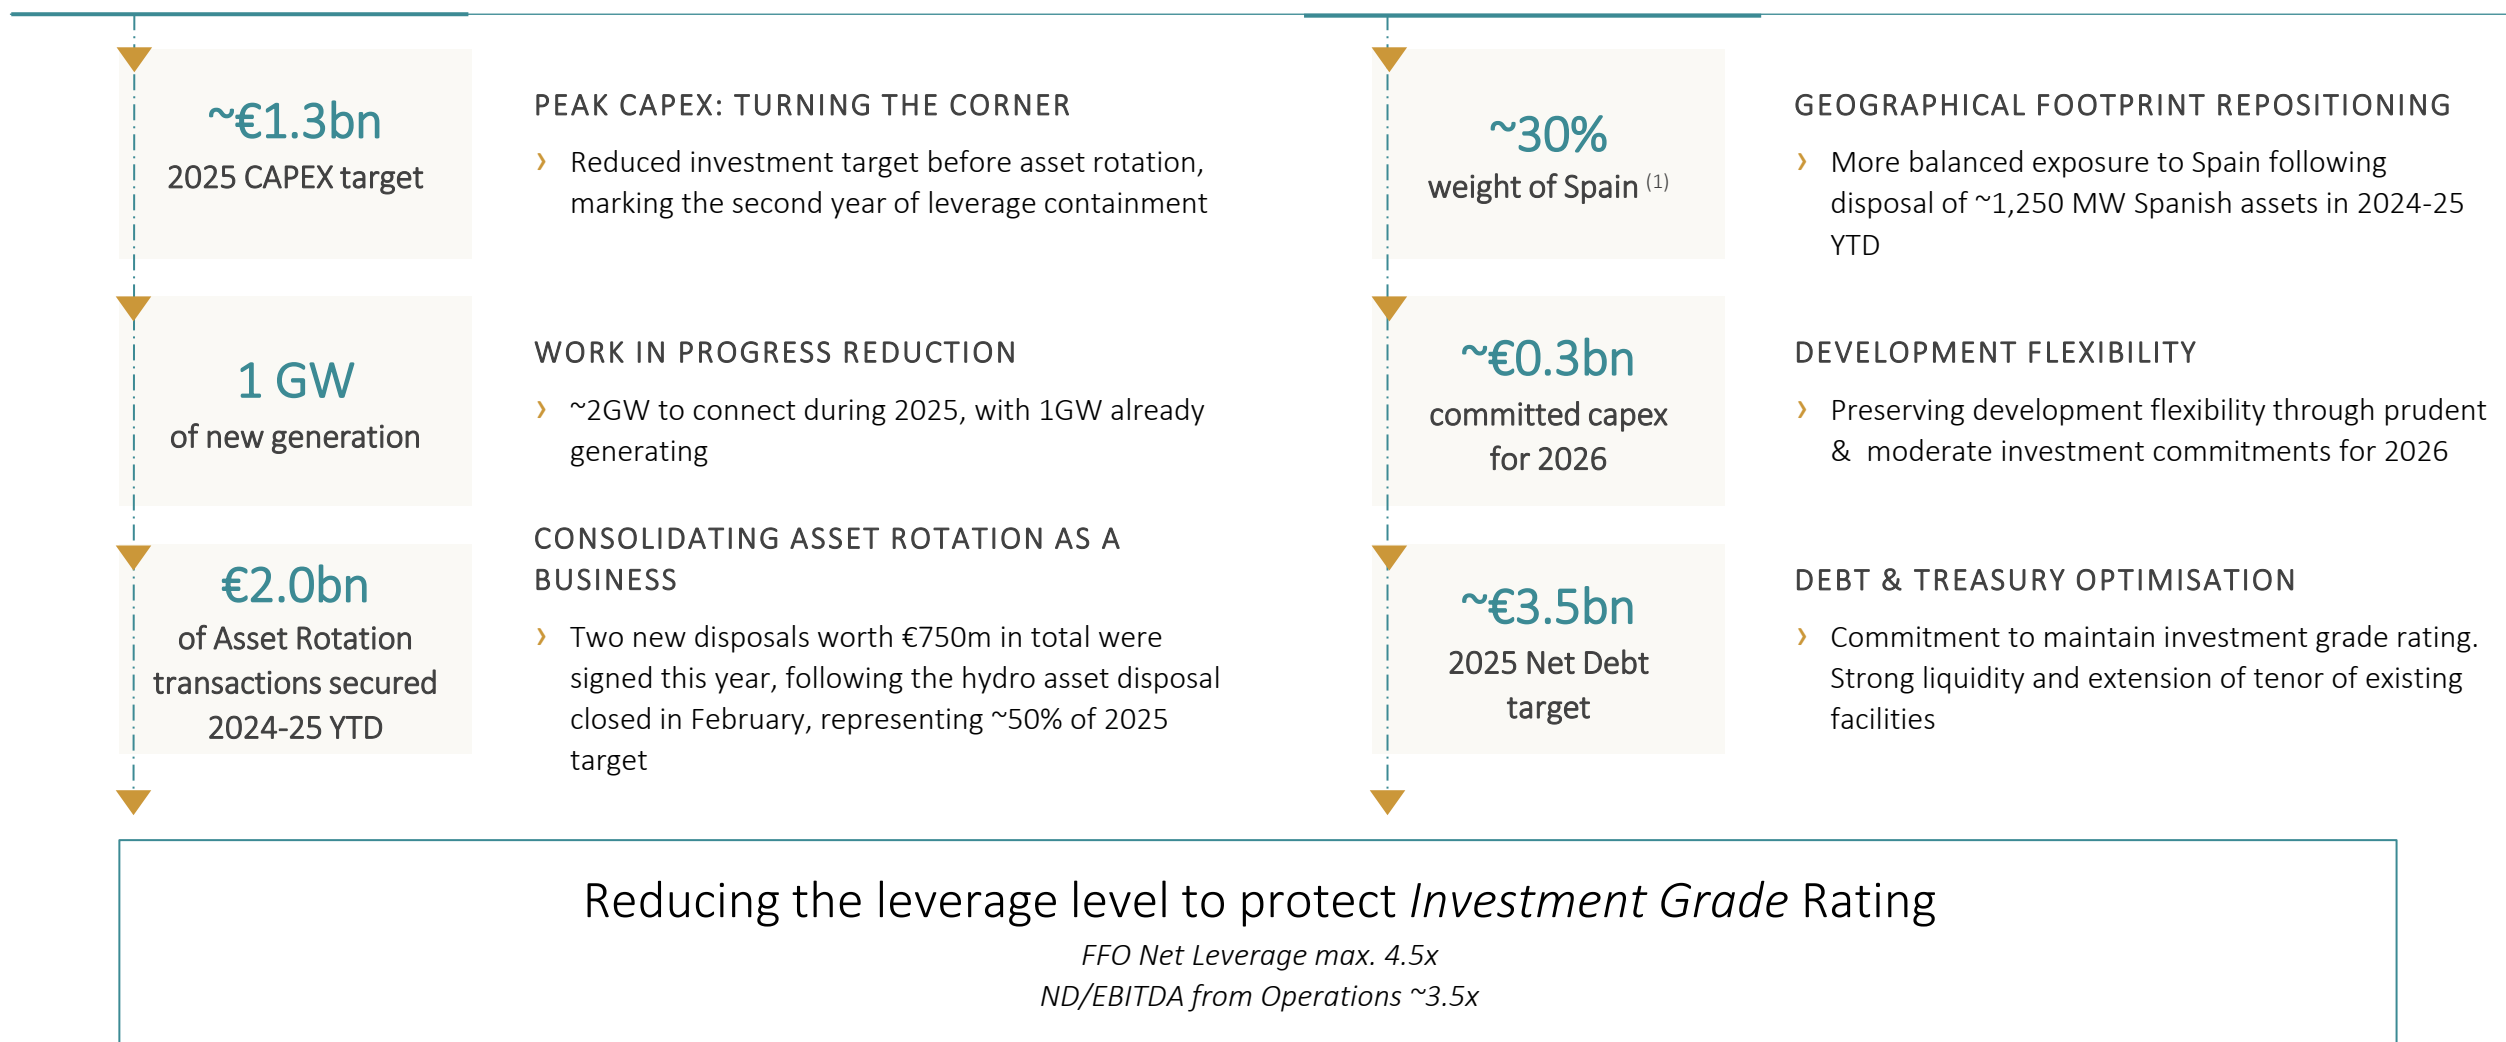 ~€1.3bn
2025 CAPEX target
PEAK CAPEX: TURNING THE CORNER
› Reduced investment target before asset rotation,
marking the second year of leverage containment
1 GW
of new generation
WORK IN PROGRESS REDUCTION
› ~2GW to connect during 2025, with 1GW already
generating
€2.0bn
of Asset Rotation
transactions secured
2024-25 YTD
CONSOLIDATING ASSET ROTATION AS A
BUSINESS
› Two new disposals worth €750m in total were
signed this year, following the hydro asset disposal
closed in February, representing ~50% of 2025
target
~30%
weight of Spain (1)
GEOGRAPHICAL FOOTPRINT REPOSITIONING
› More balanced exposure to Spain following
disposal of ~1,250 MW Spanish assets in 2024-25
YTD
~€0.3bn
committed capex
for 2026
DEVELOPMENT FLEXIBILITY
› Preserving development flexibility through prudent
& moderate investment commitments for 2026
~€3.5bn
2025 Net Debt
target
DEBT & TREASURY OPTIMISATION
› Commitment to maintain investment grade rating.
Strong liquidity and extension of tenor of existing
facilities
Reducing the leverage level to protect Investment Grade Rating
FFO Net Leverage max. 4.5x
ND/EBITDA from Operations ~3.5x